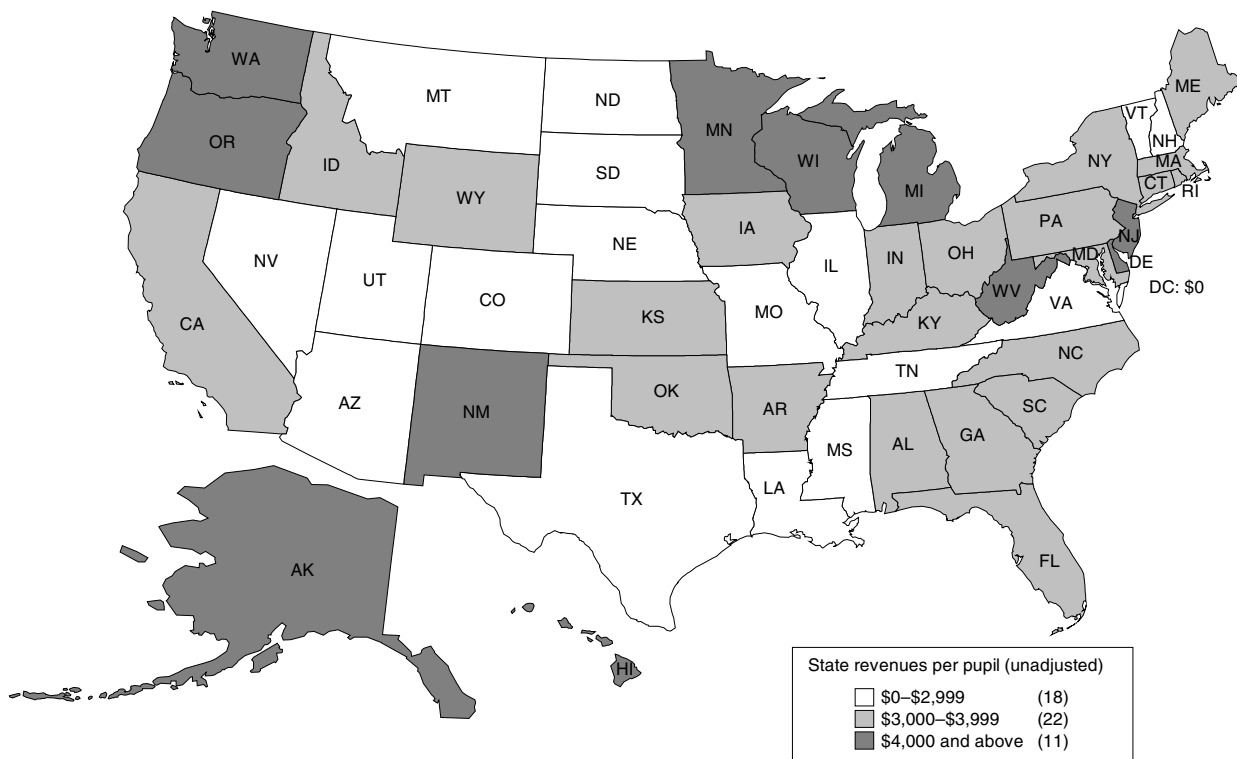 WA
MT
ND
MN
ME
VT
NH
OR
ID
SD
WI
MI
NY
MA
CT
RI
WY
IA
PA
NJ
NE
NV
UT
CO
IL
IN
OH
MD
DE
WV
DC: $0
CA
KS
MO
KY
VA
AZ
NM
OK
AR
TN
NC
SC
MS
AL
GA
TX
LA
FL
AK
HI
State revenues per pupil (unadjusted)
$0–$2,999 (18)
$3,000–$3,999 (22)
$4,000 and above (11)